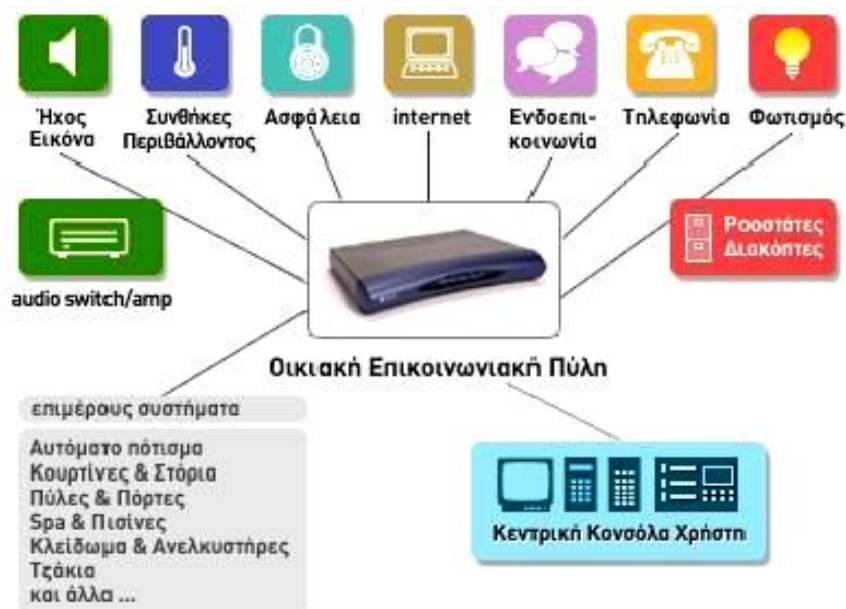 Ήχος
Εικόνα
Συνθήκες
Περιβάλλοντος
Ασφάλεια
internet
Ενδοεπι-
κοινωνία
Τηλεφωνία
Φωτισμός
audio switch/amp
Ροοστάτες
Διακόπτες
Οικιακή Επικοινωνιακή Πύλη
επιμέρους συστήματα
Αυτόματο πότισμα
Κουρτίνες & Στόρια
Πύλες & Πόρτες
Spa & Πισίνες
Κλείδωμα & Ανελκυστήρες
Τζάκια
και άλλα ...
Κεντρική Κονσόλα Χρήστη